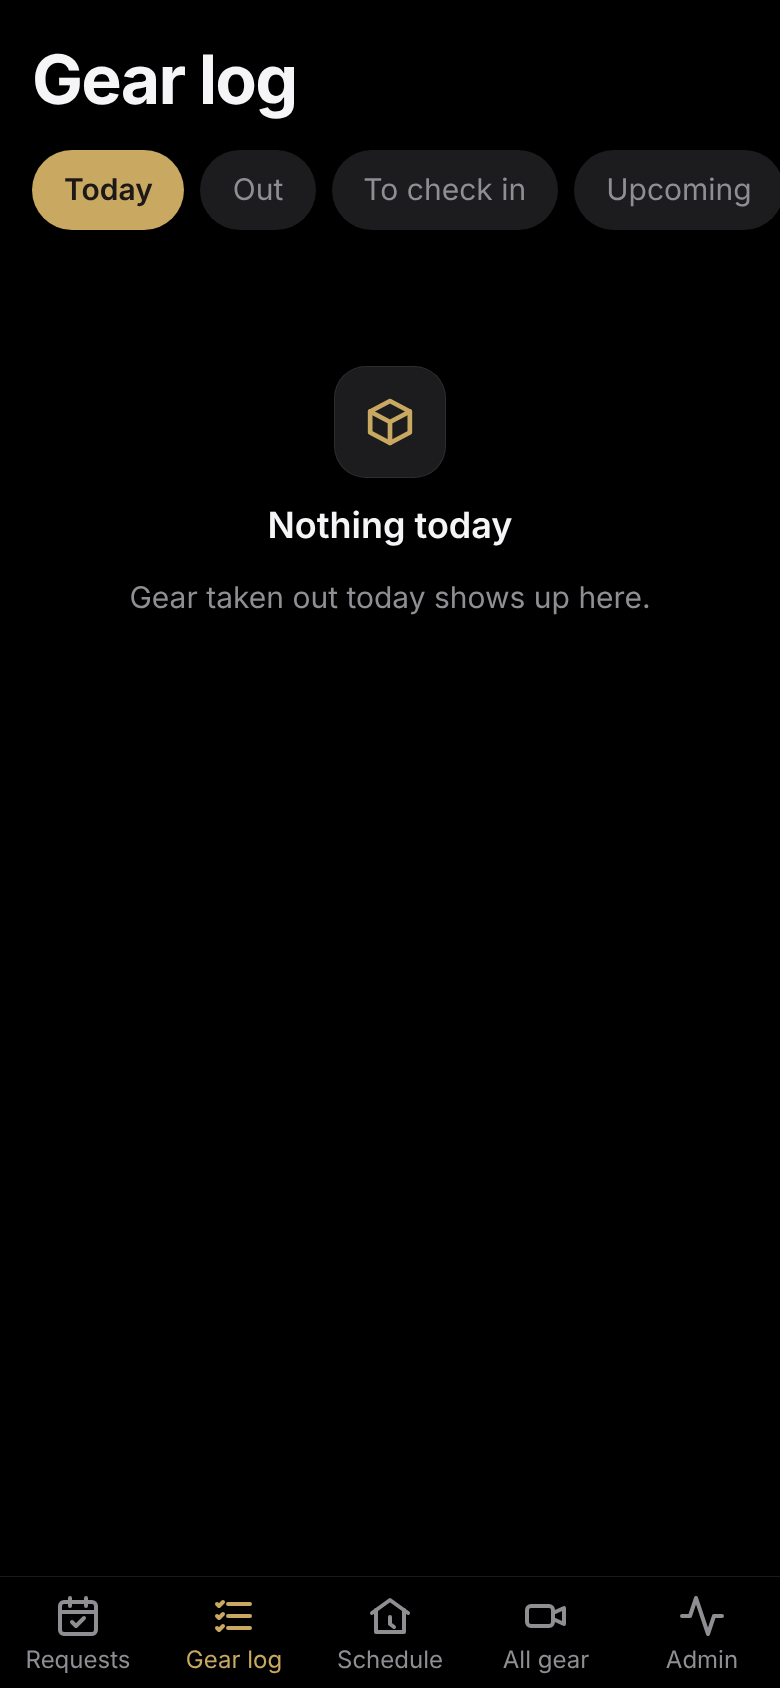 Gear log
Today Out To check in Upcoming
Nothing today
Gear taken out today shows up here.
Requests Gear log Schedule All gear Admin